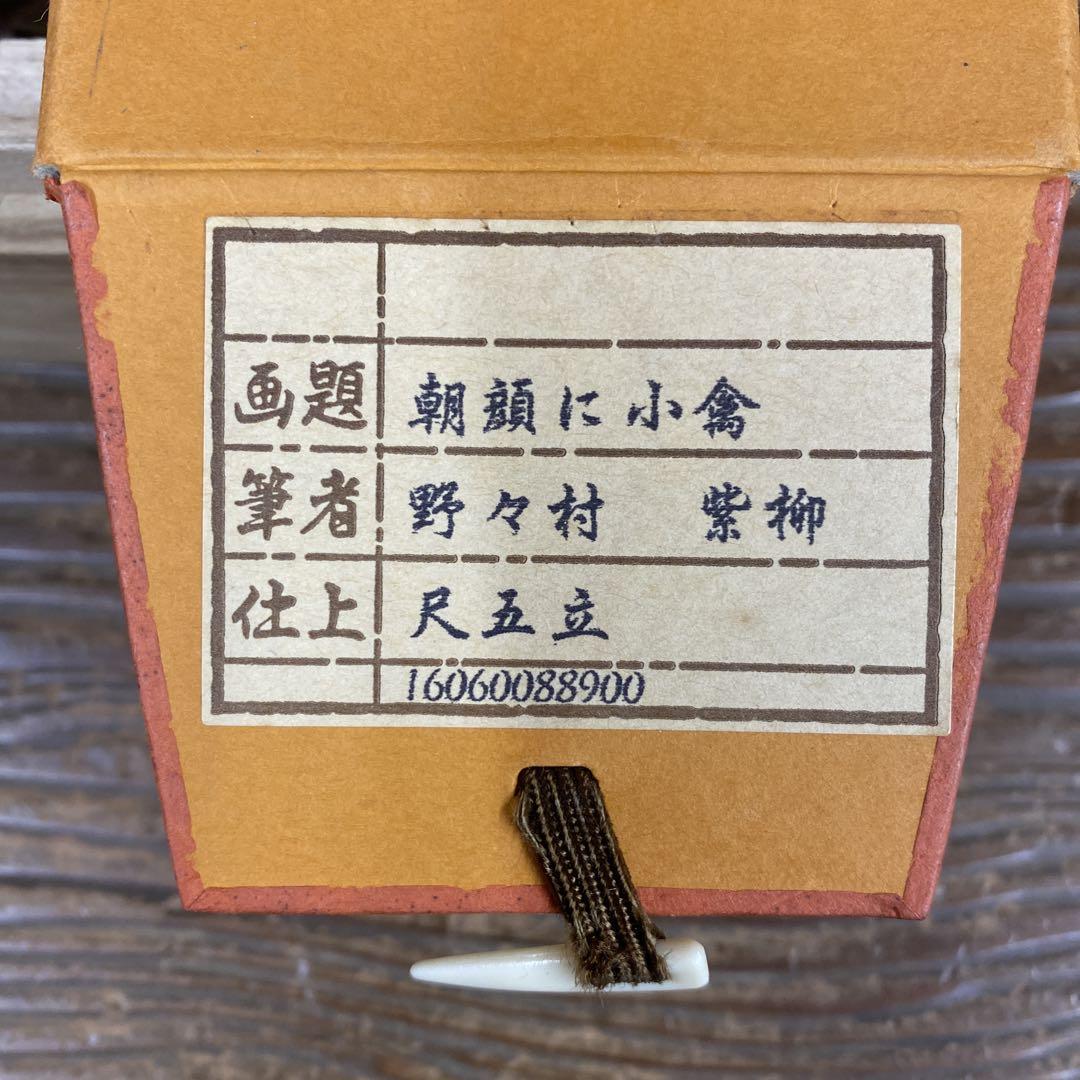 画題 朝顔に小禽
筆者 野々村 紫柳
仕上 尺五立
16060088900